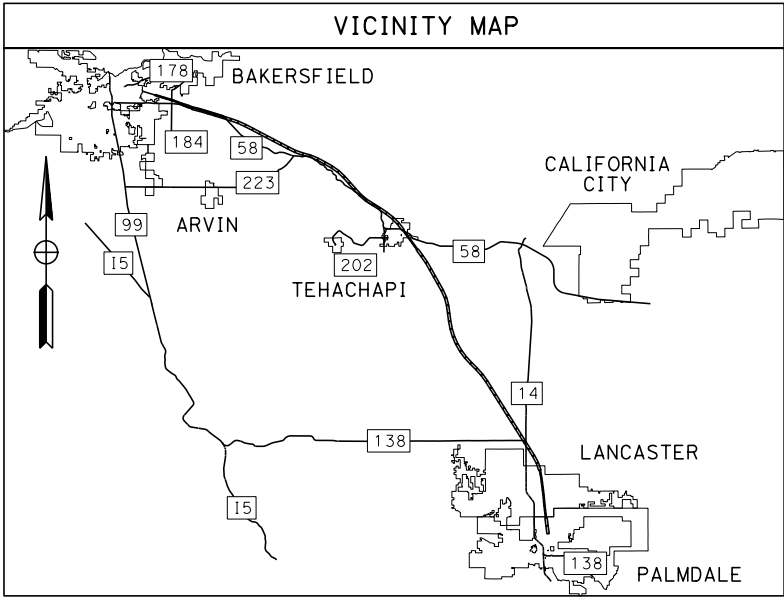 VICINITY MAP
178
BAKERSFIELD
184
58
223
ARVIN
99
I5
CALIFORNIA
CITY
58
202
TEHACHAPI
14
138
LANCASTER
I5
138
PALMDALE